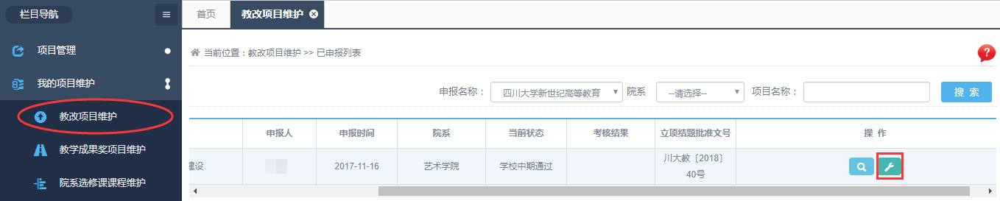 栏目导航
首页
教改项目维护
项目管理
当前位置：教改项目维护 >> 已申报列表
?
我的项目维护
申报名称：
四川大学新世纪高等教育
院系
--请选择--
项目名称：
搜 索
教改项目维护
申报人
申报时间
院系
当前状态
考核结果
立项结题批准文号
操 作
教学成果奖项目维护
建设
2017-11-16
艺术学院
学校中期通过
川大教〔2018〕
40号
院系选修课课程维护